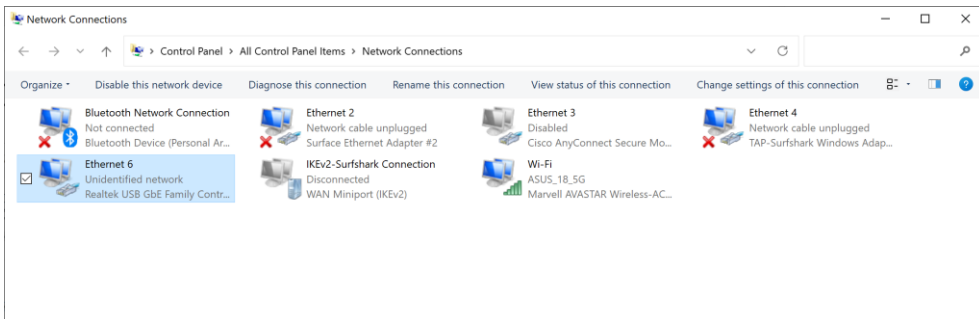 Network Connections
Control Panel > All Control Panel Items > Network Connections
Organize Disable this network device Diagnose this connection Rename this connection View status of this connection Change settings of this connection
Bluetooth Network Connection
Not connected
Bluetooth Device (Personal Ar...
Ethernet 2
Network cable unplugged
Surface Ethernet Adapter #2
Ethernet 3
Disabled
Cisco AnyConnect Secure Mo...
Ethernet 4
Network cable unplugged
TAP-Surfshark Windows Adap...
Ethernet 6
Unidentified network
Realtek USB GbE Family Contr...
IKEv2-Surfshark Connection
Disconnected
WAN Miniport (IKEv2)
Wi-Fi
ASUS_18_5G
Marvell AVASTAR Wireless-AC...